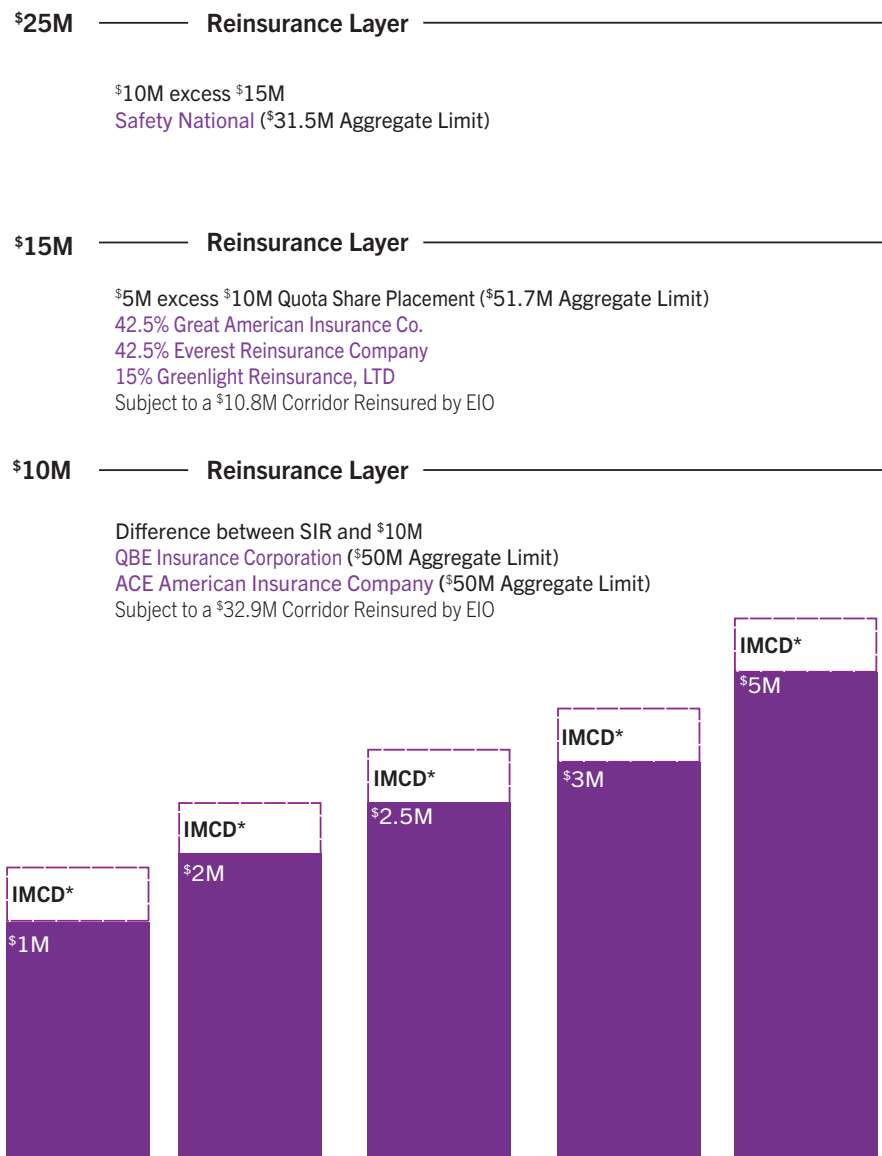 $25M Reinsurance Layer
$10M excess $15M
Safety National ($31.5M Aggregate Limit)
$15M Reinsurance Layer
$5M excess $10M Quota Share Placement ($51.7M Aggregate Limit)
42.5% Great American Insurance Co.
42.5% Everest Reinsurance Company
15% Greenlight Reinsurance, LTD
Subject to a $10.8M Corridor Reinsured by EIO
$10M Reinsurance Layer
Difference between SIR and $10M
QBE Insurance Corporation ($50M Aggregate Limit)
ACE American Insurance Company ($50M Aggregate Limit)
Subject to a $32.9M Corridor Reinsured by EIO
IMCD*
$1M
IMCD*
$2M
IMCD*
$2.5M
IMCD*
$3M
IMCD*
$5M